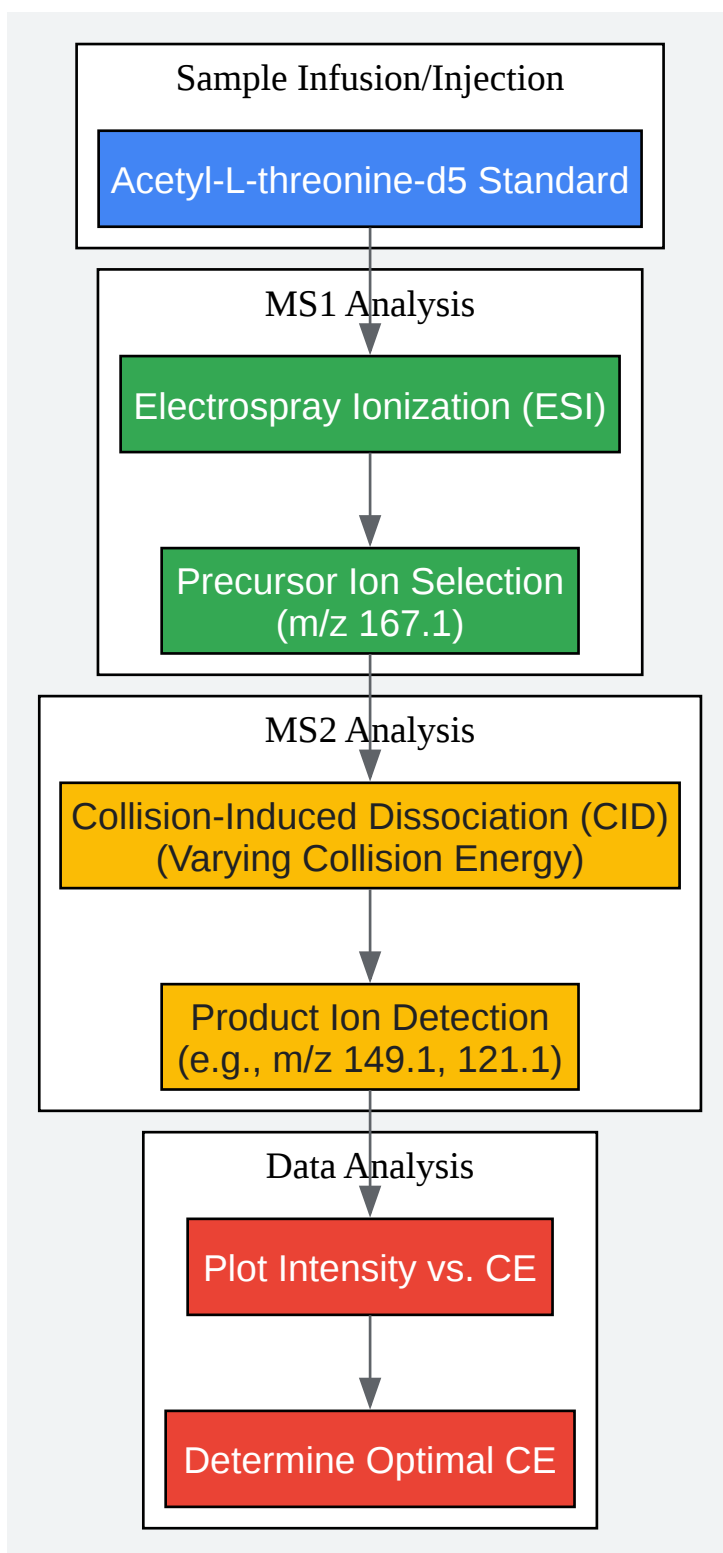 Sample Infusion/Injection
Acetyl-L-threonine-d5 Standard
MS1 Analysis
Electrospray Ionization (ESI)
Precursor Ion Selection
(m/z 167.1)
MS2 Analysis
Collision-Induced Dissociation (CID)
(Varying Collision Energy)
Product Ion Detection
(e.g., m/z 149.1, 121.1)
Data Analysis
Plot Intensity vs. CE
Determine Optimal CE